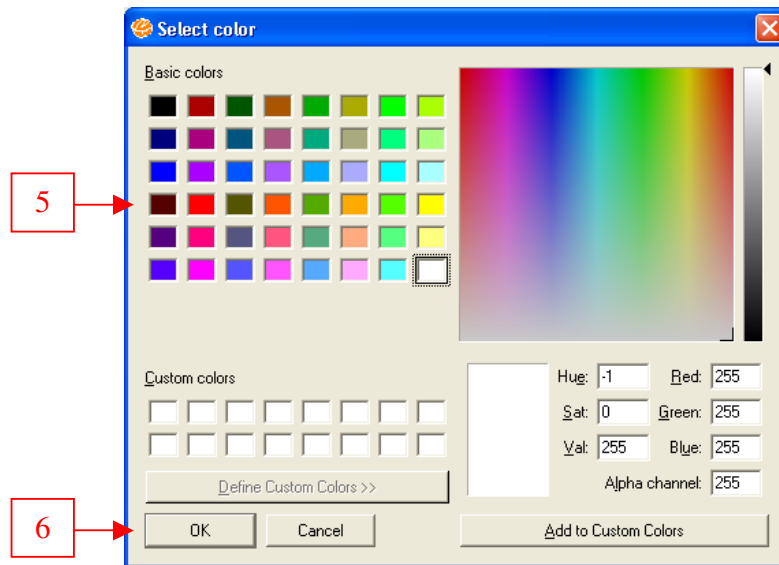 Select color
Basic colors
5
Custom colors
Hue: -1 Red: 255
Sat: 0 Green: 255
Val: 255 Blue: 255
Alpha channel: 255
Define Custom Colors >>
6
OK Cancel Add to Custom Colors